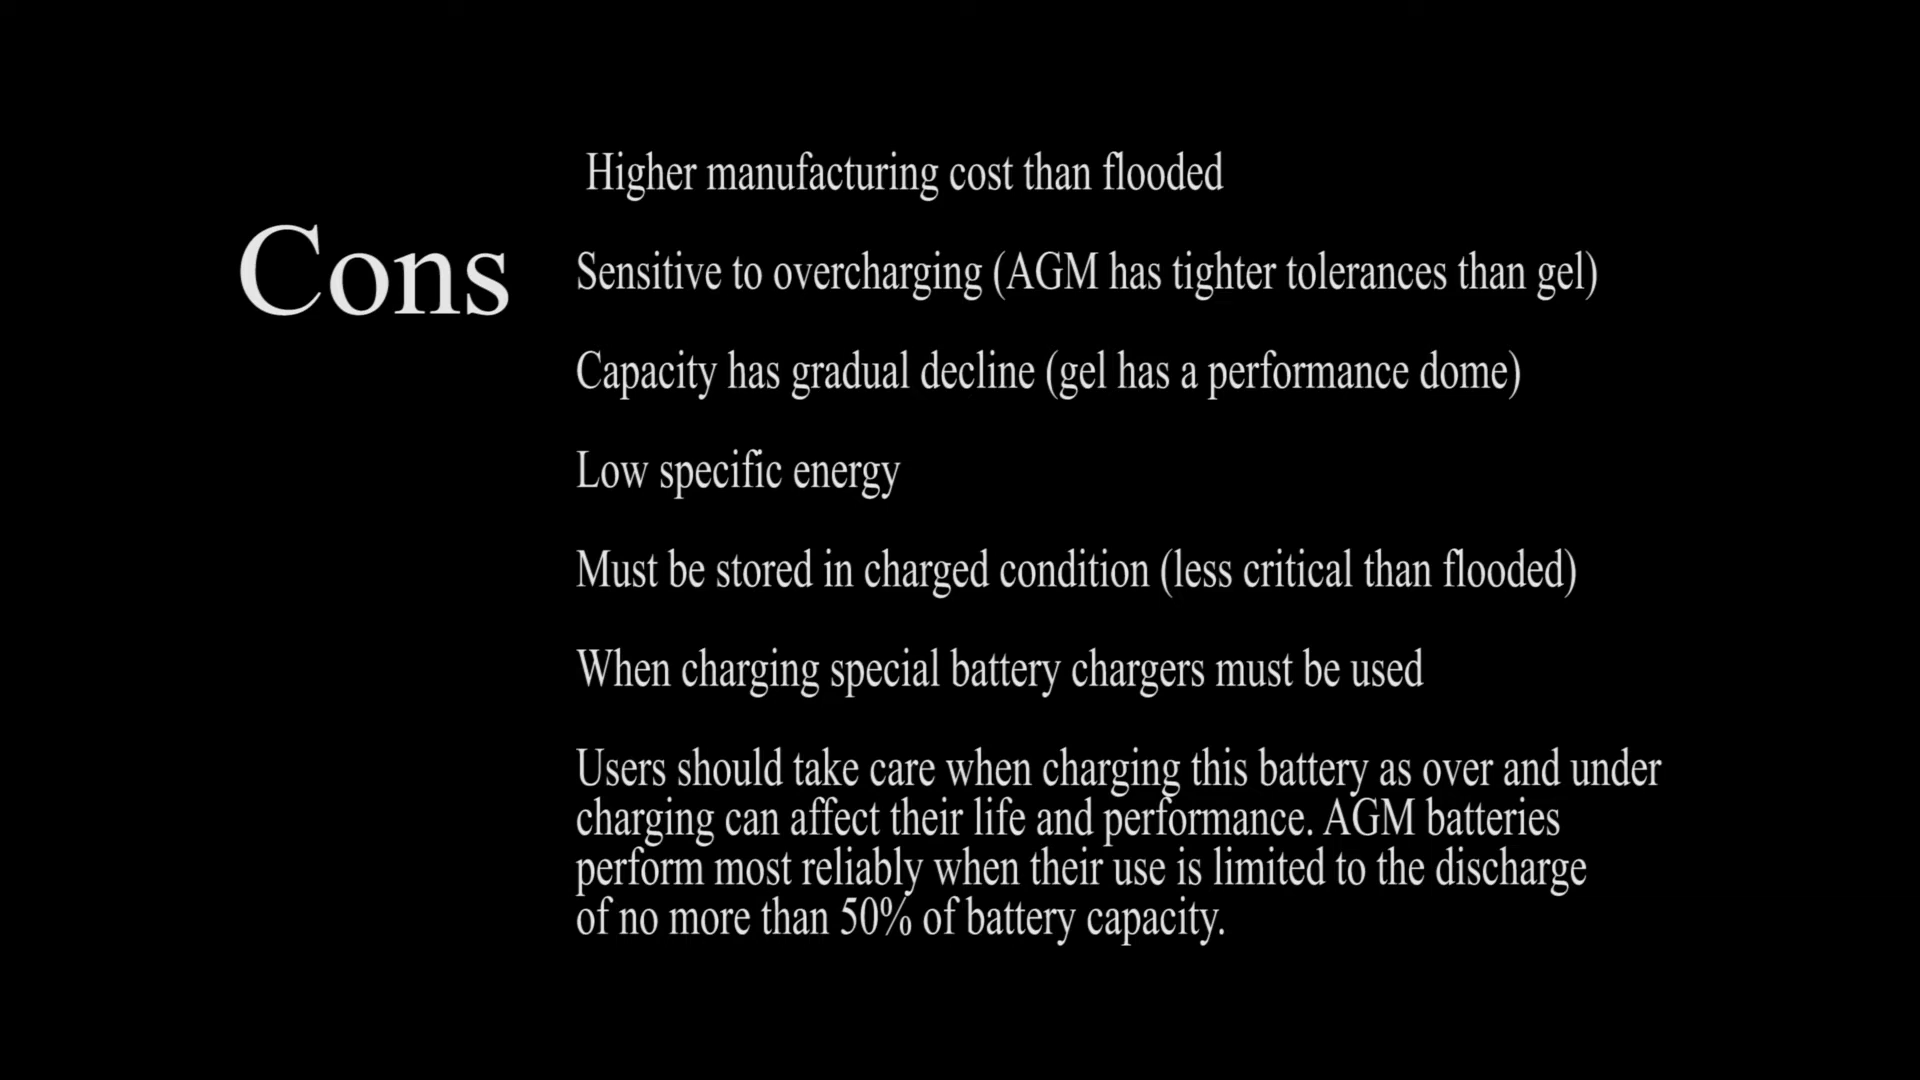 Cons
Higher manufacturing cost than flooded
Sensitive to overcharging (AGM has tighter tolerances than gel)
Capacity has gradual decline (gel has a performance dome)
Low specific energy
Must be stored in charged condition (less critical than flooded)
When charging special battery chargers must be used
Users should take care when charging this battery as over and under
charging can affect their life and performance. AGM batteries
perform most reliably when their use is limited to the discharge
of no more than 50% of battery capacity.